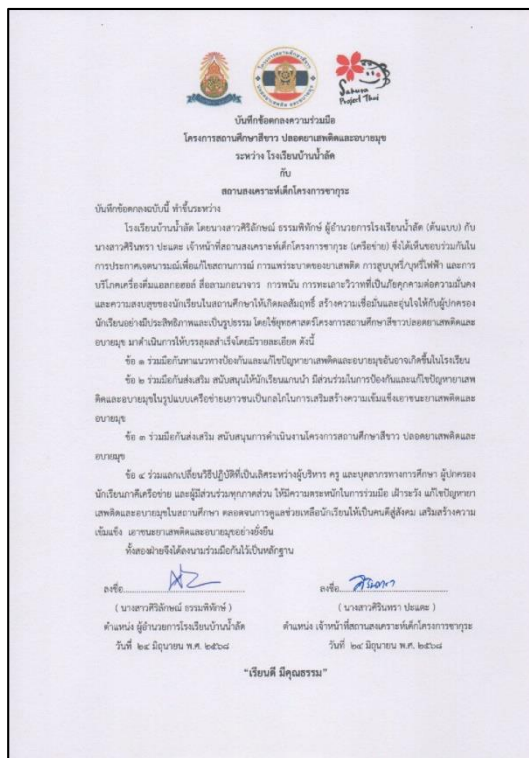 Sakura
Project Thai
บันทึกข้อตกลงความร่วมมือ
โครงการสถานศึกษาสีขาว ปลอดยาเสพติดและอบายมุข
ระหว่าง โรงเรียนบ้านน้ำลัด
กับ
สถานสงเคราะห์เด็กโครงการซากุระ
บันทึกข้อตกลงฉบับนี้ ทำขึ้นระหว่าง
โรงเรียนบ้านน้ำลัด โดยนางสาวศิริลักษณ์ ธรรมพิทักษ์ ผู้อำนวยการโรงเรียนน้ำลัด (ต้นแบบ) กับ
นางสาวศิรินทรา ปะแตะ เจ้าหน้าที่สถานสงเคราะห์เด็กโครงการซากุระ (เครือข่าย) ซึ่งได้เห็นชอบร่วมกันใน
การประกาศเจตนารมณ์เพื่อแก้ไขสถานการณ์ การแพร่ระบาดของยาเสพติด การสูบบุหรี่/บุหรี่ไฟฟ้า และการ
บริโภคเครื่องดื่มแอลกอฮอล์ สื่อลามกอนาจาร การพนัน การทะเลาะวิวาทที่เป็นภัยคุกคามต่อความมั่นคง
และความสงบสุขของนักเรียนในสถานศึกษาให้เกิดผลสัมฤทธิ์ สร้างความเชื่อมั่นและอุ่นใจให้กับผู้ปกครอง
นักเรียนอย่างมีประสิทธิภาพและเป็นรูปธรรม โดยใช้ยุทธศาสตร์โครงการสถานศึกษาสีขาวปลอดยาเสพติดและ
อบายมุข มาดำเนินการให้บรรลุผลสำเร็จโดยมีรายละเอียด ดังนี้
ข้อ ๑ ร่วมมือกันหาแนวทางป้องกันและแก้ไขปัญหายาเสพติดและอบายมุขอันอาจเกิดขึ้นในโรงเรียน
ข้อ ๒ ร่วมมือกันส่งเสริม สนับสนุนให้นักเรียนแกนนำ มีส่วนร่วมในการป้องกันและแก้ไขปัญหายาเสพ
ติดและอบายมุขในรูปแบบเครือข่ายเยาวชนเป็นกลไกในการเสริมสร้างความเข้มแข็งเอาชนะยาเสพติดและ
อบายมุข
ข้อ ๓ ร่วมมือกันส่งเสริม สนับสนุนการดำเนินงานโครงการสถานศึกษาสีขาว ปลอดยาเสพติดและ
อบายมุข
ข้อ ๔ ร่วมแลกเปลี่ยนวิธีปฏิบัติที่เป็นเลิศระหว่างผู้บริหาร ครู และบุคลากรทางการศึกษา ผู้ปกครอง
นักเรียนภาคีเครือข่าย และผู้มีส่วนร่วมทุกภาคส่วน ให้มีความตระหนักในการร่วมมือ เฝ้าระวัง แก้ไขปัญหายา
เสพติดและอบายมุขในสถานศึกษา ตลอดจนการดูแลช่วยเหลือนักเรียนให้เป็นคนดีสู่สังคม เสริมสร้างความ
เข้มแข็ง เอาชนะยาเสพติดและอบายมุขอย่างยั่งยืน
ทั้งสองฝ่ายจึงได้ลงนามร่วมมือกันไว้เป็นหลักฐาน
ลงชื่อ ลงชื่อ ศิรินทรา
( นางสาวศิริลักษณ์ ธรรมพิทักษ์ ) ( นางสาวศิรินทรา ปะแตะ )
ตำแหน่ง ผู้อำนวยการโรงเรียนบ้านน้ำลัด ตำแหน่ง เจ้าหน้าที่สถานสงเคราะห์เด็กโครงการซากุระ
วันที่ ๒๔ มิถุนายน พ.ศ. ๒๕๖๘ วันที่ ๒๔ มิถุนายน พ.ศ. ๒๕๖๘
"เรียนดี มีคุณธรรม"